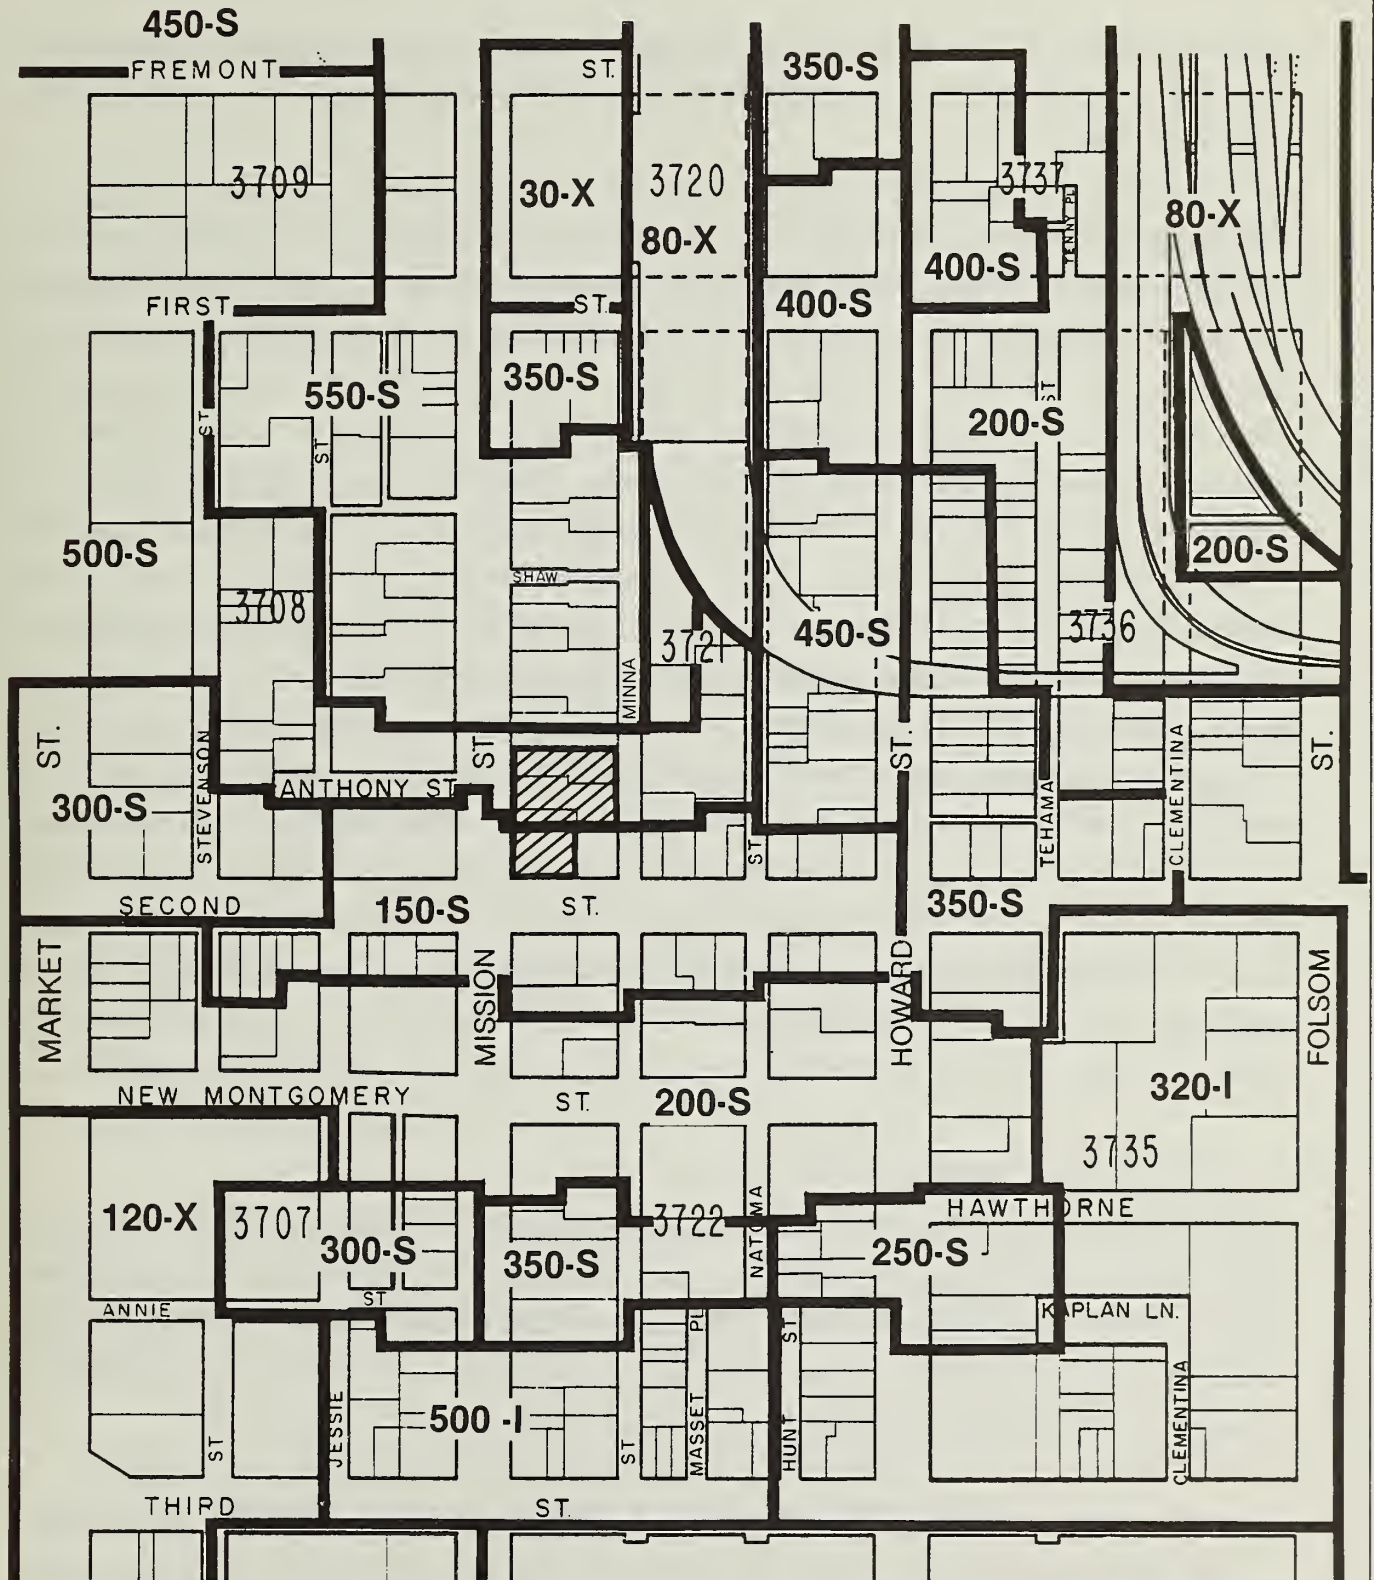 450-S
FREMONT ST.
350-S
3709
30-X
3720
80-X
3737
TENNY PL
80-X
400-S
FIRST ST.
400-S
550-S
350-S
200-S
ST
ST
ST
500-S
200-S
SHAW
3708
3721
450-S
3736
MINNA
ST.
STEVENSON
ST
ST.
CLEMENTINA
ST.
ANTHONY ST.
300-S
TEHAMA
ST
SECOND ST.
150-S
350-S
MARKET
MISSION
HOWARD
FOLSOM
320-I
NEW MONTGOMERY ST.
200-S
3735
NATOMA
HAWTHORNE
120-X
3707
300-S
350-S
3722
250-S
ANNIE
ST
KAPLAN LN.
PL
ST
JESSIE
500-I
ST
ST
MASSET
HUNT
CLEMENTINA
THIRD ST.